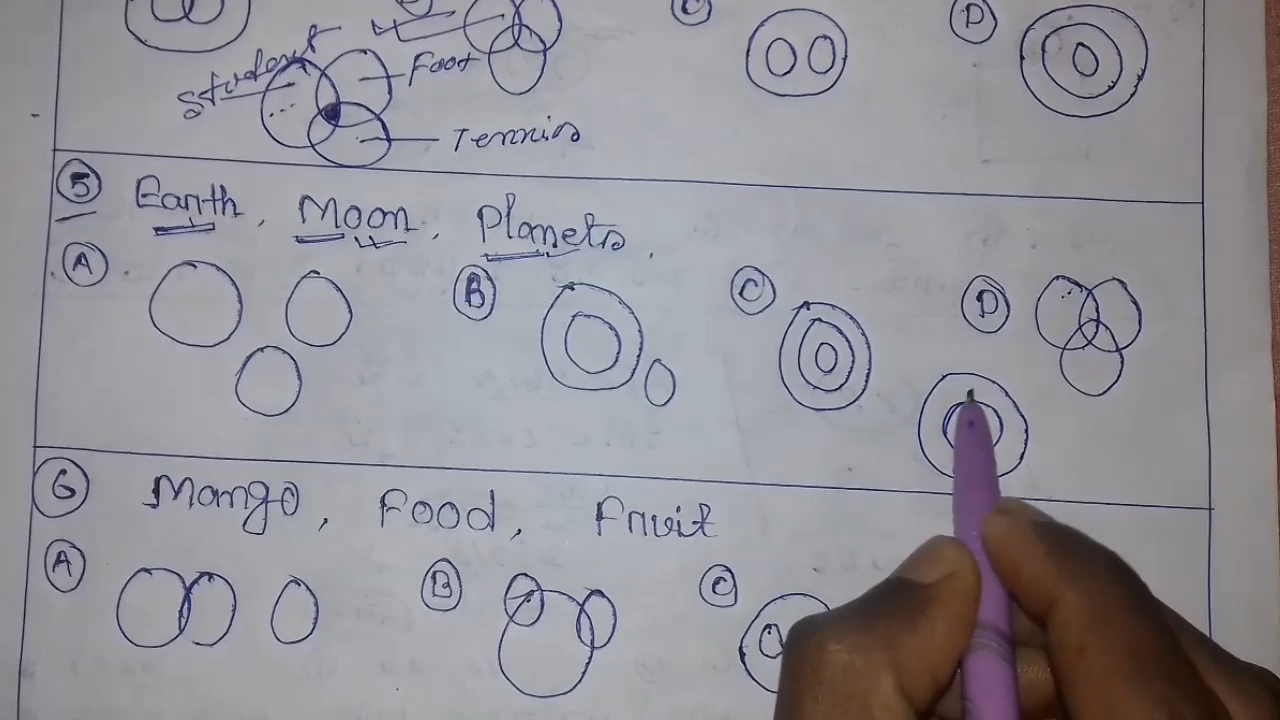 C
D
Student
Foot
Tennis
5 Earth, Moon, Planets.
A B C D
6 Mango, Food, Fruit
A B C